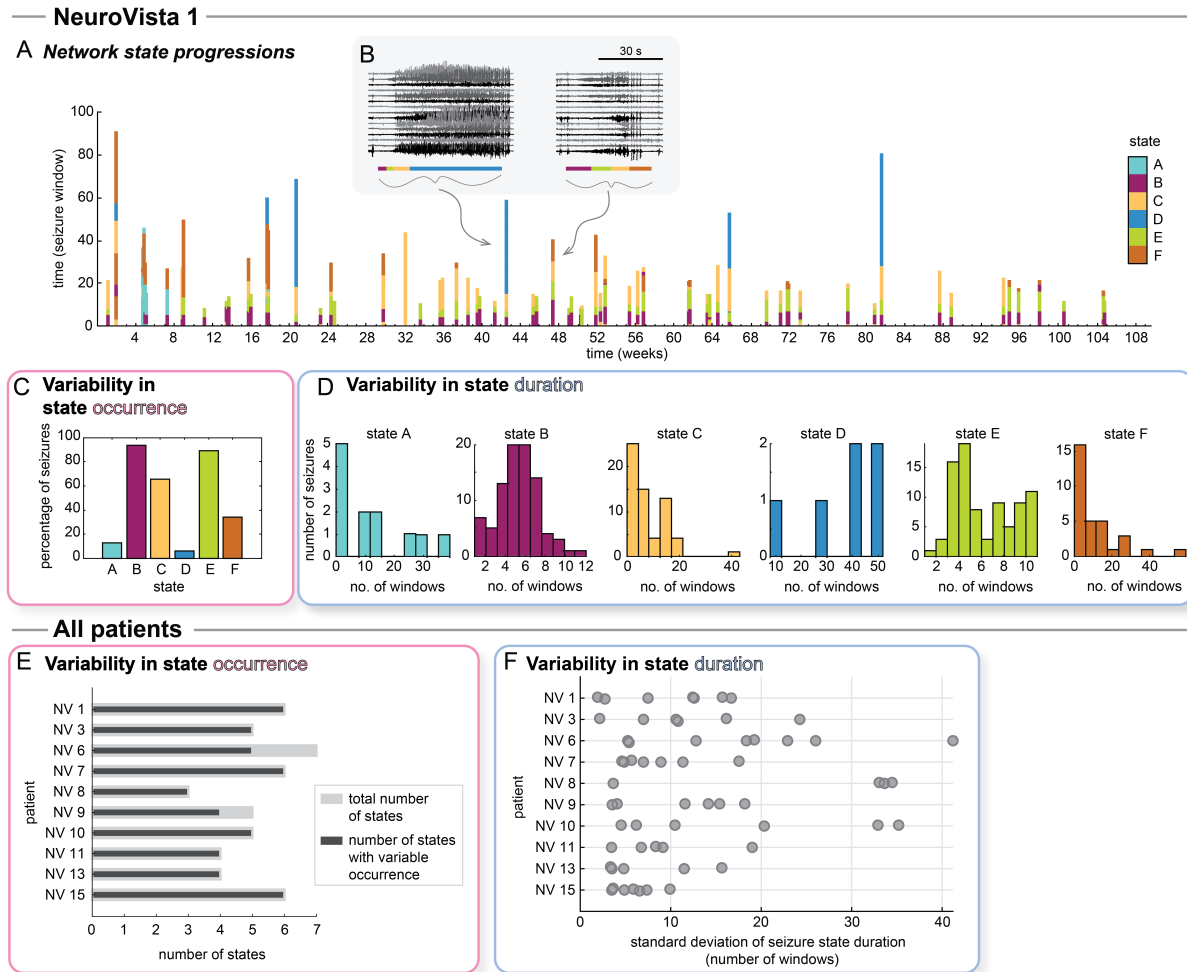 NeuroVista 1
A Network state progressions
B
30 s
time (seizure window)
100
80
60
40
20
0
4 8 12 16 20 24 28 32 36 40 44 48 52 56 60 64 68 72 76 80 84 88 92 96 100 104 108
time (weeks)
state
A
B
C
D
E
F
C Variability in
state occurrence
percentage of seizures
100
80
60
40
20
0
A B C D E F
state
D Variability in state duration
number of seizures
state A
5
4
3
2
1
0
0 10 20 30
no. of windows
state B
20
10
0
2 4 6 8 10 12
no. of windows
state C
20
10
0
0 20 40
no. of windows
state D
2
1
0
10 20 30 40 50
no. of windows
state E
15
10
5
0
2 4 6 8 10
no. of windows
state F
15
10
5
0
0 20 40
no. of windows
All patients
E Variability in state occurrence
patient
NV 1
NV 3
NV 6
NV 7
NV 8
NV 9
NV 10
NV 11
NV 13
NV 15
0 1 2 3 4 5 6 7
number of states
total number
of states
number of states
with variable
occurrence
F Variability in state duration
patient
NV 1
NV 3
NV 6
NV 7
NV 8
NV 9
NV 10
NV 11
NV 13
NV 15
0 10 20 30 40
standard deviation of seizure state duration
(number of windows)